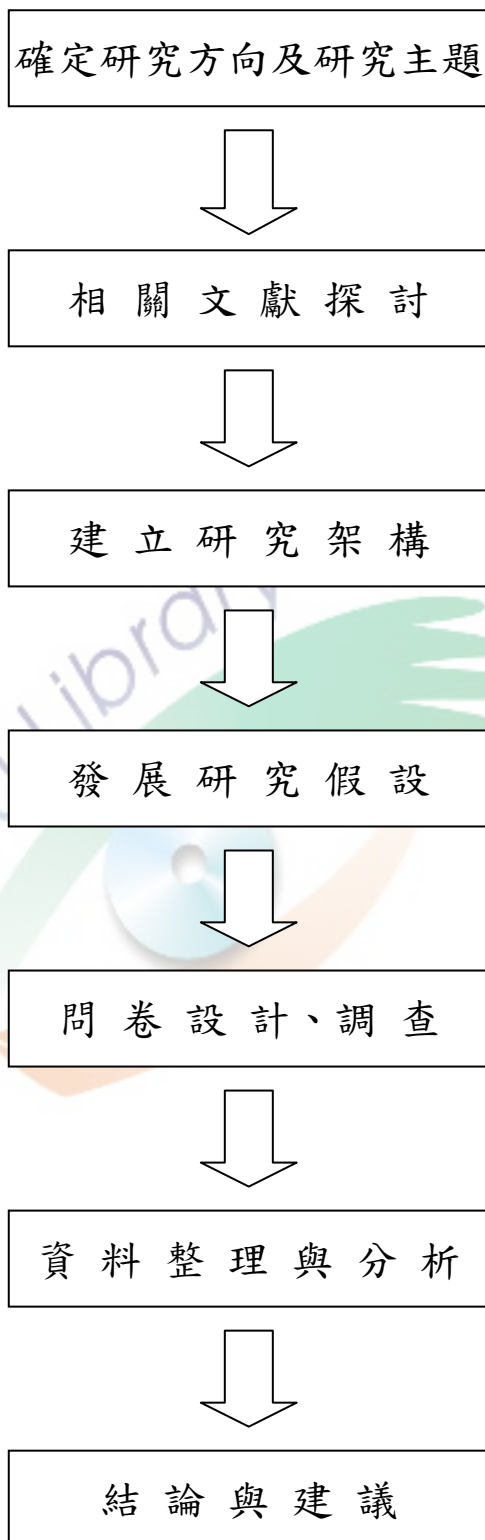 確定研究方向及研究主題
相關文獻探討
建立研究架構
Library
發展研究假設
問卷設計、調查
資料整理與分析
結論與建議